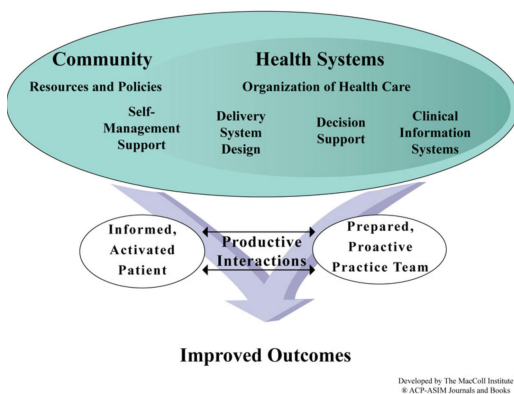 Community
Health Systems
Resources and Policies
Organization of Health Care
Self-
Management
Support
Delivery
System
Design
Decision
Support
Clinical
Information
Systems
Informed,
Activated
Patient
Productive
Interactions
Prepared,
Proactive
Practice Team
Improved Outcomes
Developed by The MacColl Institute
® ACP-ASIM Journals and Books